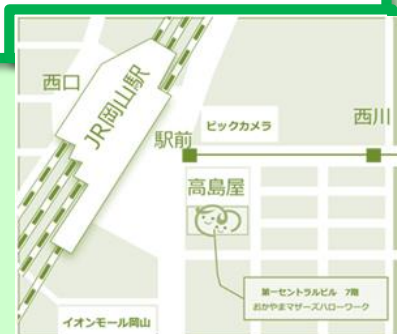 西口
JR岡山駅
駅前
ビックカメラ
西川
高島屋
第一セントラルビル 7階
おかやまマザーズハローワーク
イオンモール岡山